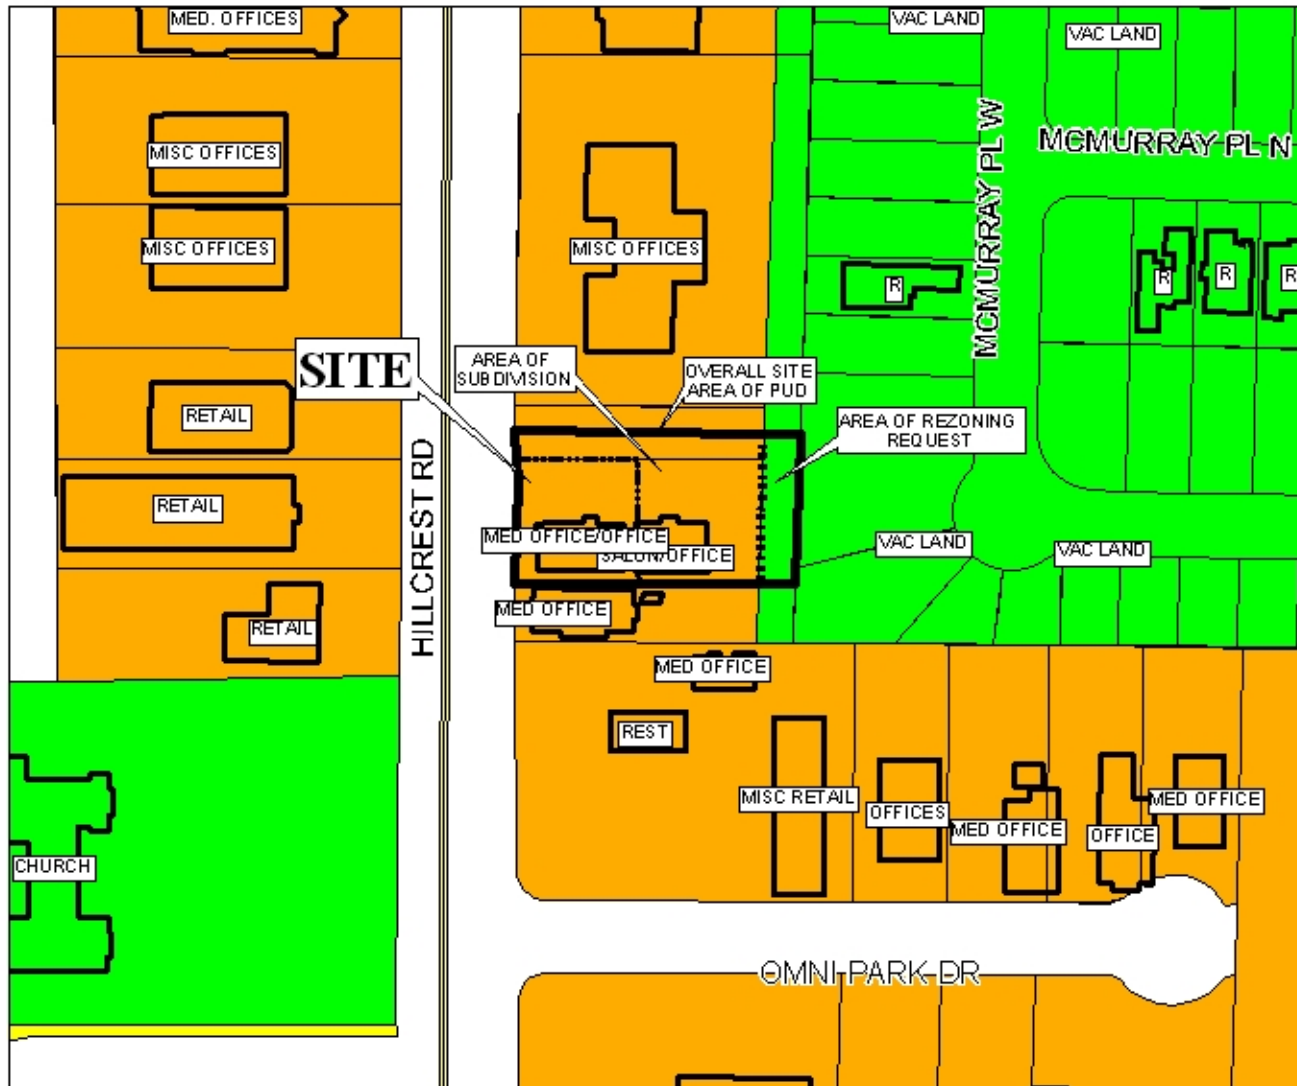 MED. OFFICES
VAC LAND
VAC LAND
MCMURRAY PL N
MISC OFFICES
MCMURRAY PL W
MISC OFFICES
MISC OFFICES
R
R
R
R
SITE
AREA OF
SUBDIVISION
OVERALL SITE
AREA OF PUD
RETAIL
AREA OF REZONING
REQUEST
RETAIL
HILLCREST RD
MED OFFICE/OFFICE
SALON/OFFICE
VAC LAND
VAC LAND
MED OFFICE
RETAIL
MED OFFICE
REST
MISC RETAIL
OFFICES
MED OFFICE
OFFICE
MED OFFICE
CHURCH
OMNI PARK DR